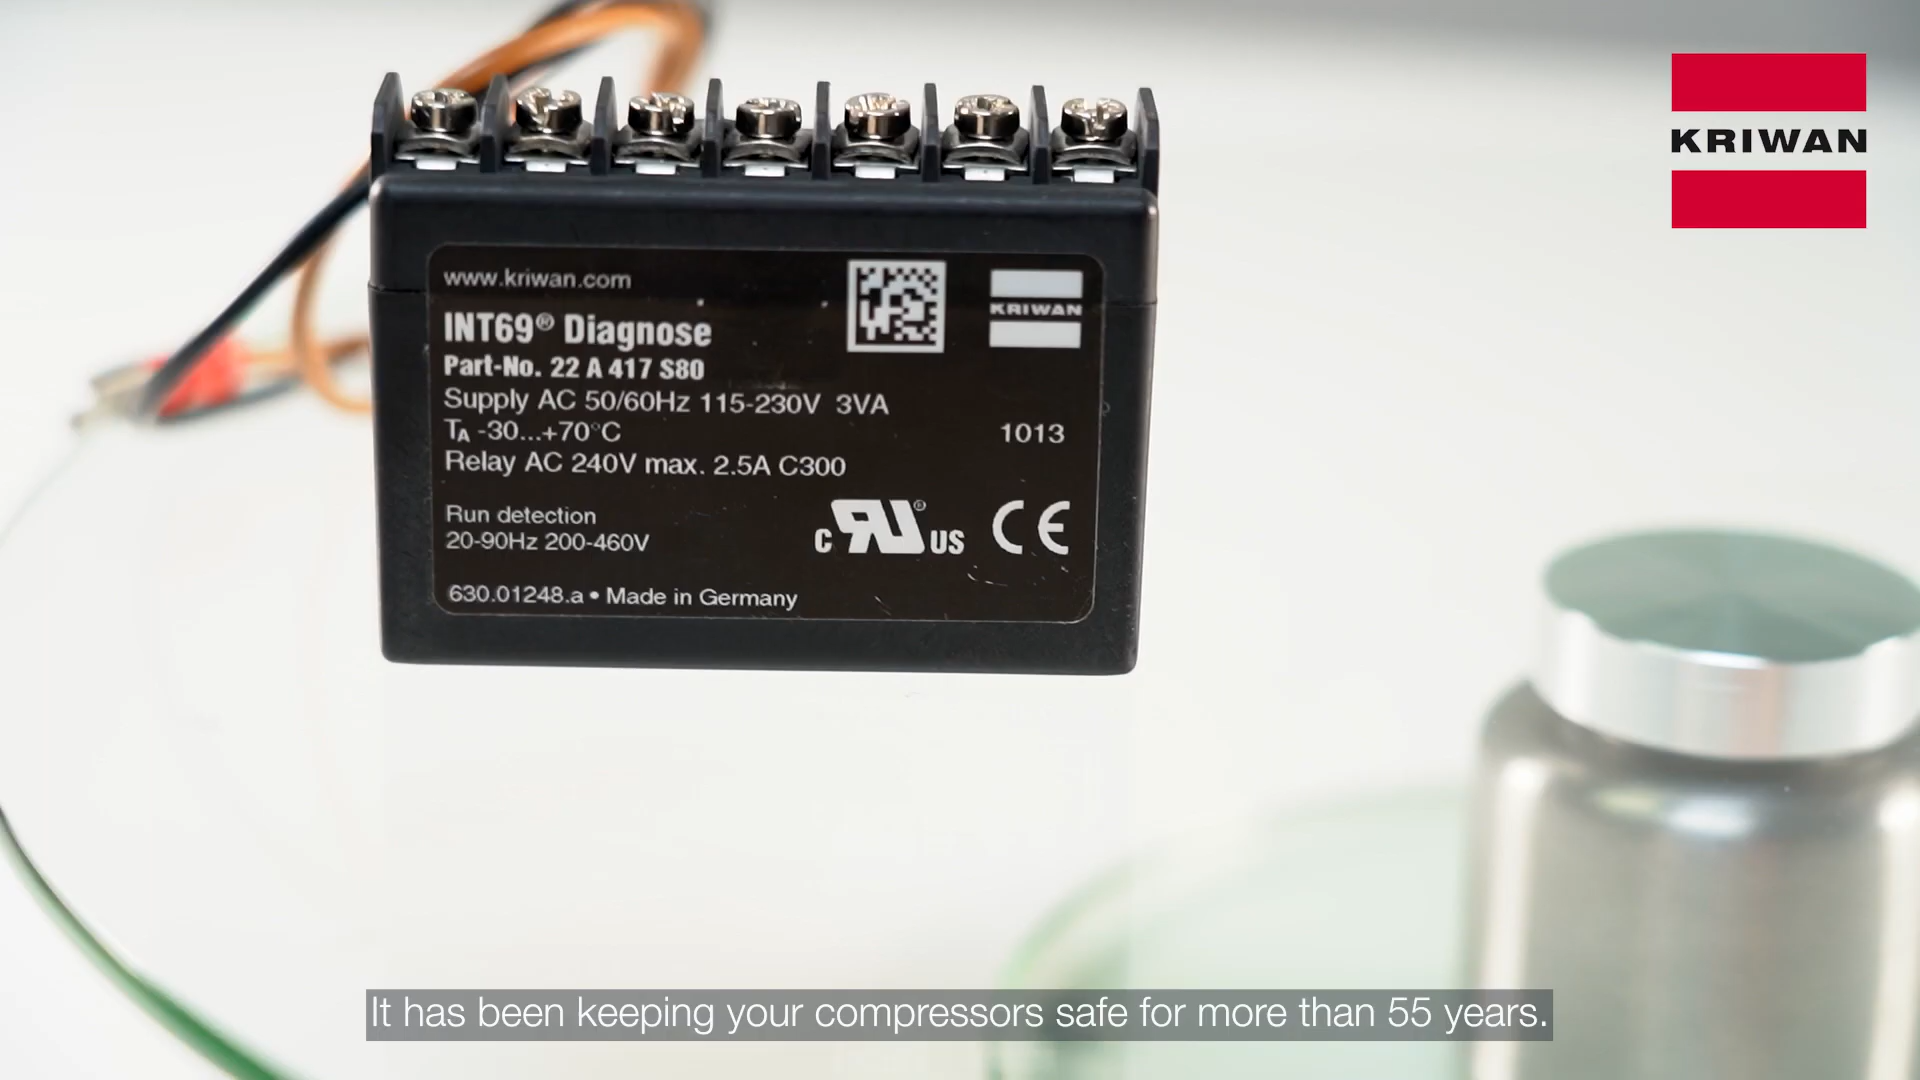 KRIWAN
www.kriwan.com
KRIWAN
INT69® Diagnose
Part-No. 22 A 417 S80
Supply AC 50/60Hz 115-230V 3VA
TA -30...+70°C
1013
Relay AC 240V max. 2.5A C300
Run detection
20-90Hz 200-460V
c RU® US CE
630.01248.a • Made in Germany
It has been keeping your compressors safe for more than 55 years.